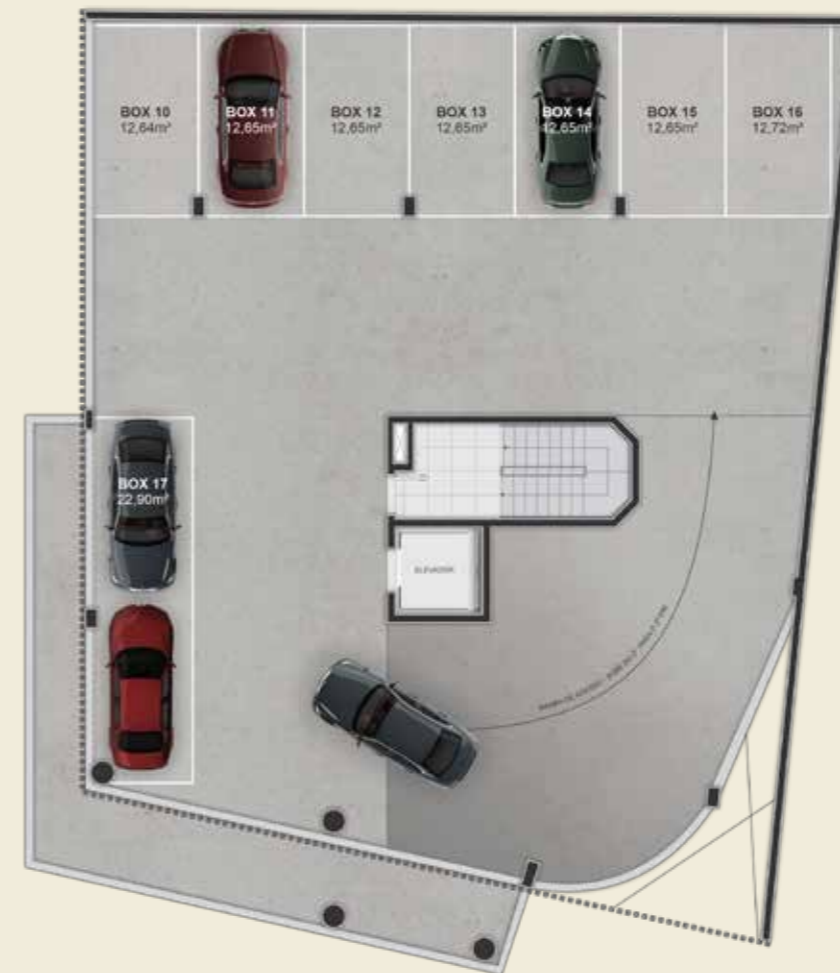 BOX 10
12,64m²
BOX 11
12,65m²
BOX 12
12,65m²
BOX 13
12,65m²
BOX 14
12,65m²
BOX 15
12,65m²
BOX 16
12,72m²
BOX 17
22,90m²
ELEVADOR